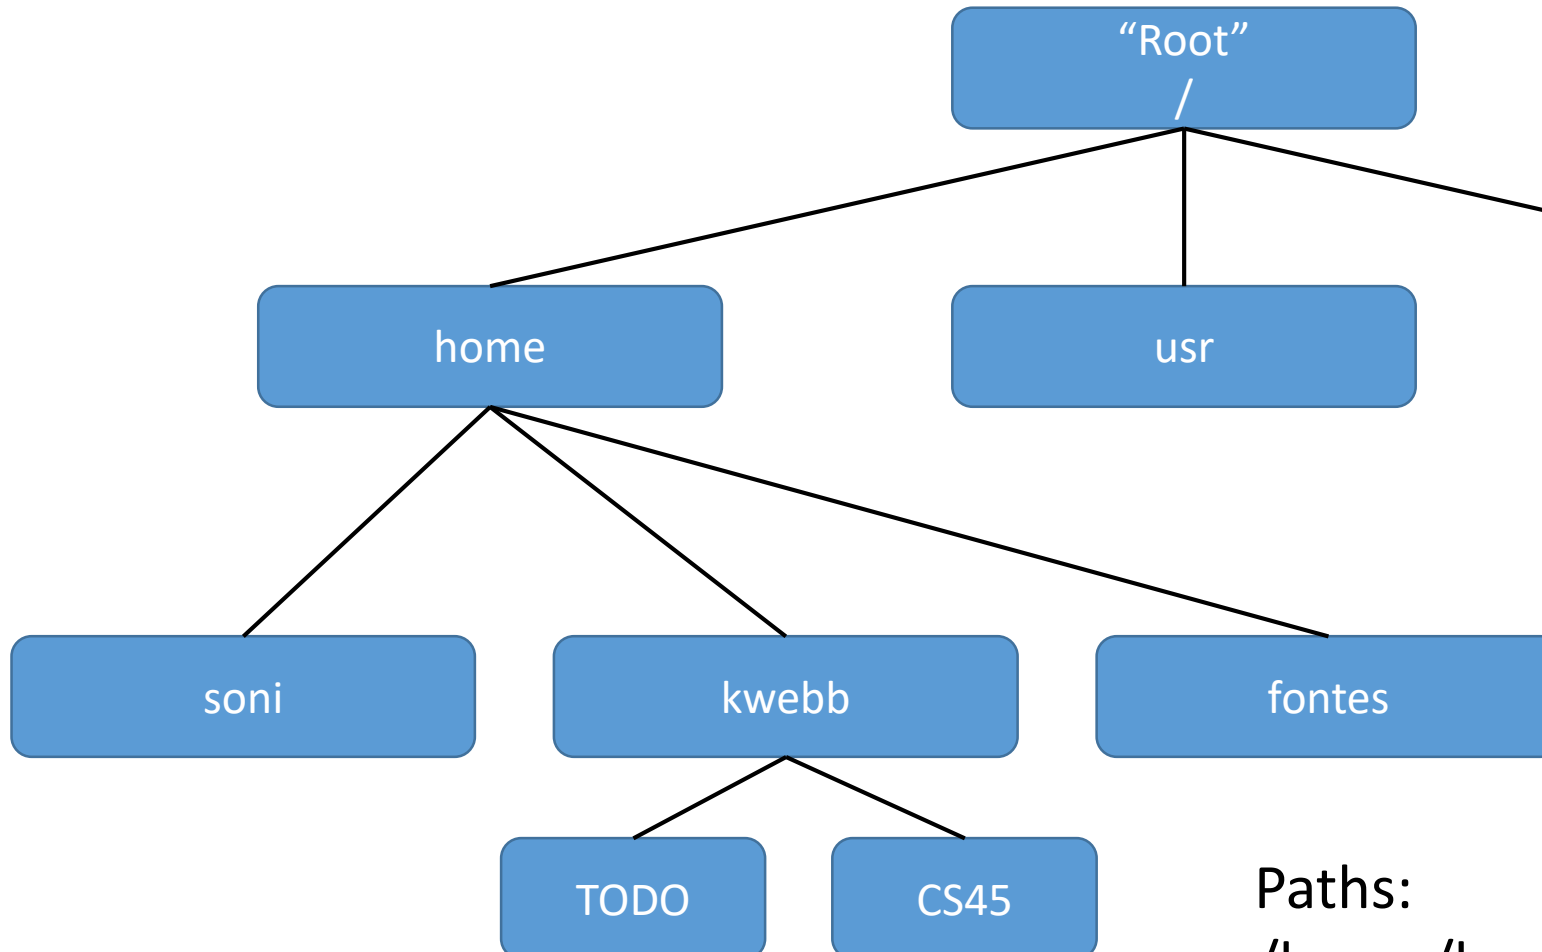 “Root”
/
home
usr
soni
kwebb
fontes
TODO
CS45
Paths: